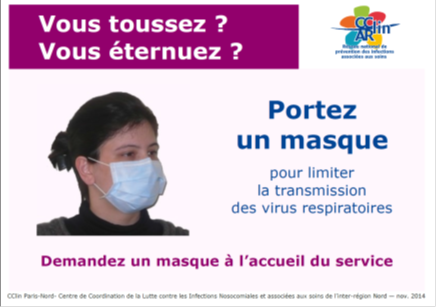 Vous toussez ?
Vous éternuez ?
CClin
AR
Réseau national de
prévention des infections
associées aux soins
Portez
un masque
pour limiter
la transmission
des virus respiratoires
Demandez un masque à l'accueil du service
CClin Paris-Nord- Centre de Coordination de la Lutte contre les Infections Nosocomiales et associées aux soins de l'inter-région Nord — nov. 2014